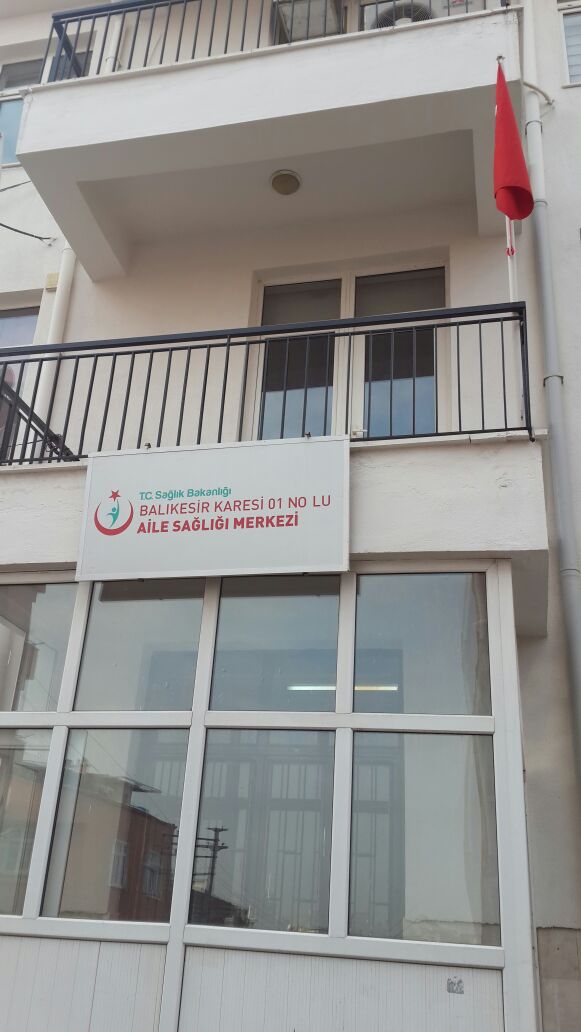 T.C. Sağlık Bakanlığı
BALIKESİR KARESİ 01 NO LU
AİLE SAĞLIĞI MERKEZİ